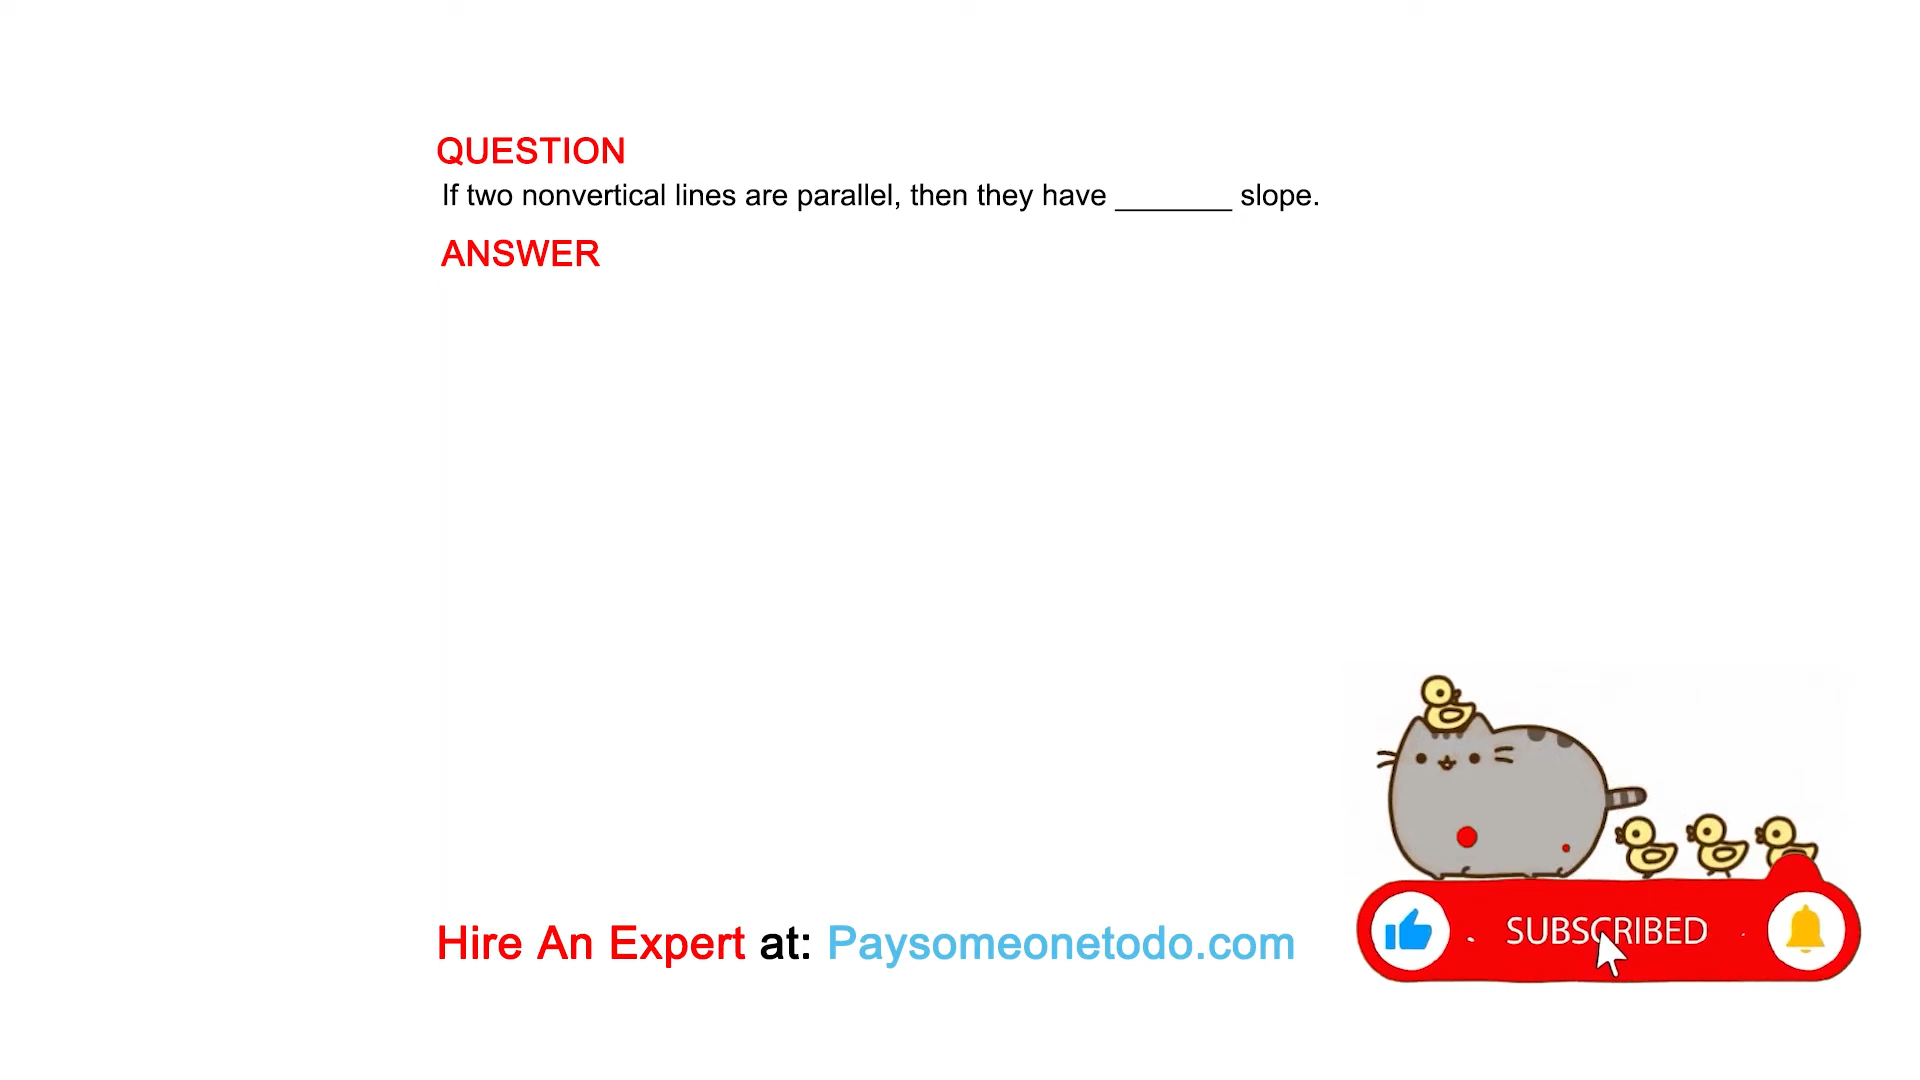 QUESTION
If two nonvertical lines are parallel, then they have _______ slope.
ANSWER
Hire An Expert at: Paysomeonetodo.com
SUBSCRIBED